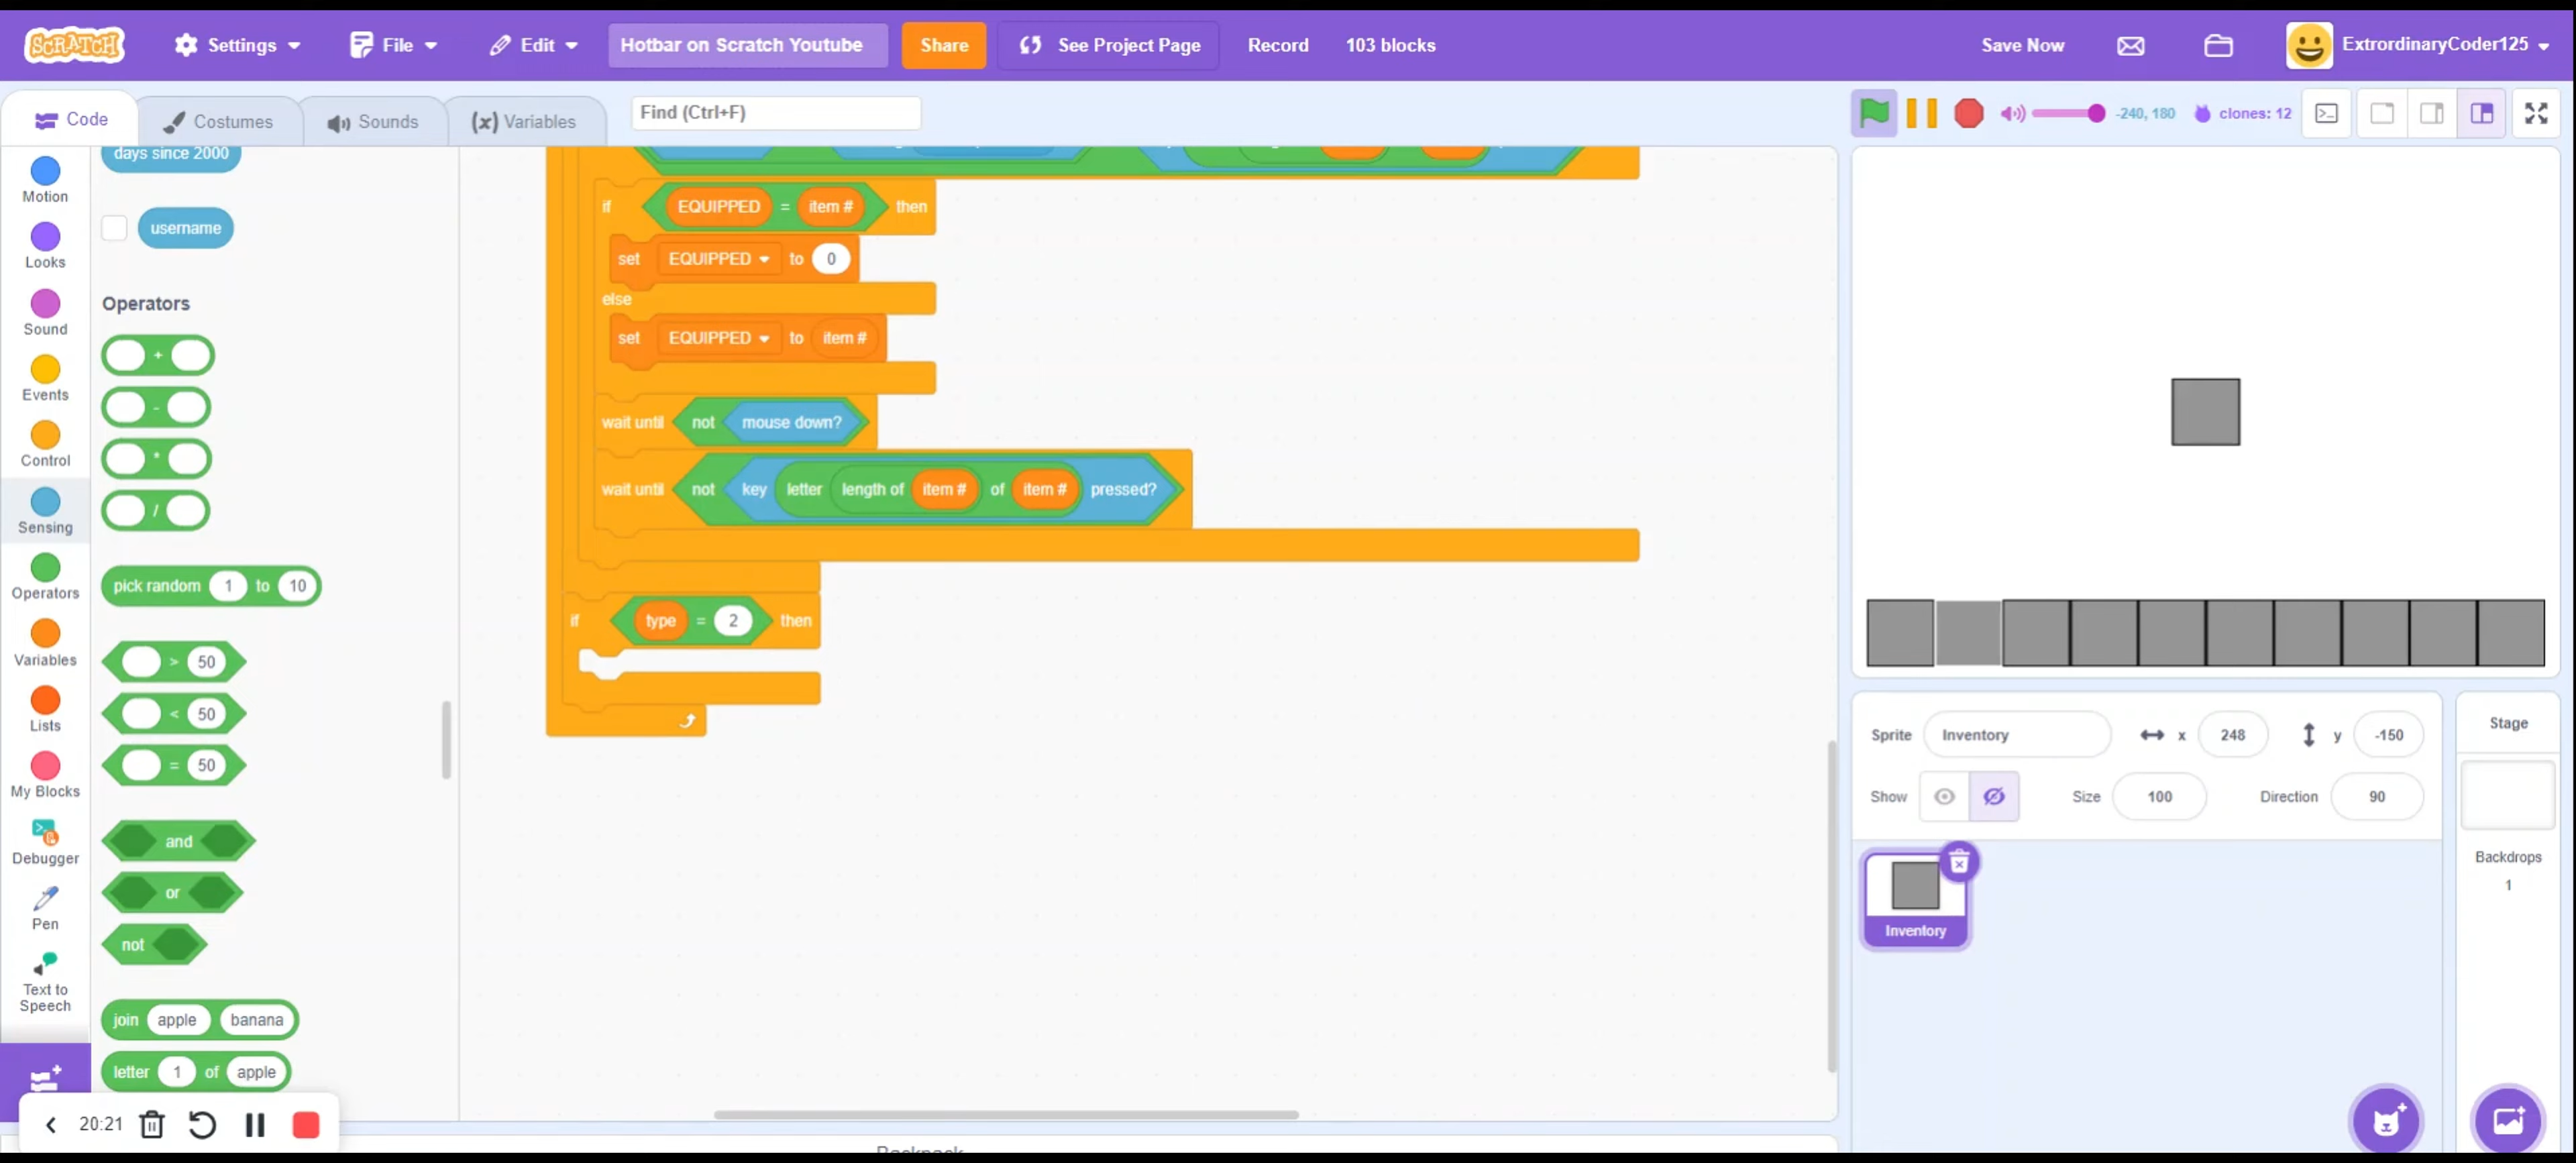 SCRATCH Settings File Edit Hotbar on Scratch Youtube Share See Project Page Record 103 blocks Save Now ExtrordinaryCoder125
Code Costumes Sounds (x) Variables Find (Ctrl+F) -240, 180 clones: 12
days since 2000
username
Operators
+
-
*
/
pick random 1 to 10
> 50
< 50
= 50
and
or
not
join apple banana
letter 1 of apple
Motion
Looks
Sound
Events
Control
Sensing
Operators
Variables
Lists
My Blocks
Debugger
Pen
Text to
Speech
if EQUIPPED = item # then
set EQUIPPED to 0
else
set EQUIPPED to item #
wait until not mouse down?
wait until not key letter length of item # of item # pressed?
if type = 2 then
Sprite Inventory x 248 y -150
Show Size 100 Direction 90
Inventory
Stage
Backdrops
1
20:21